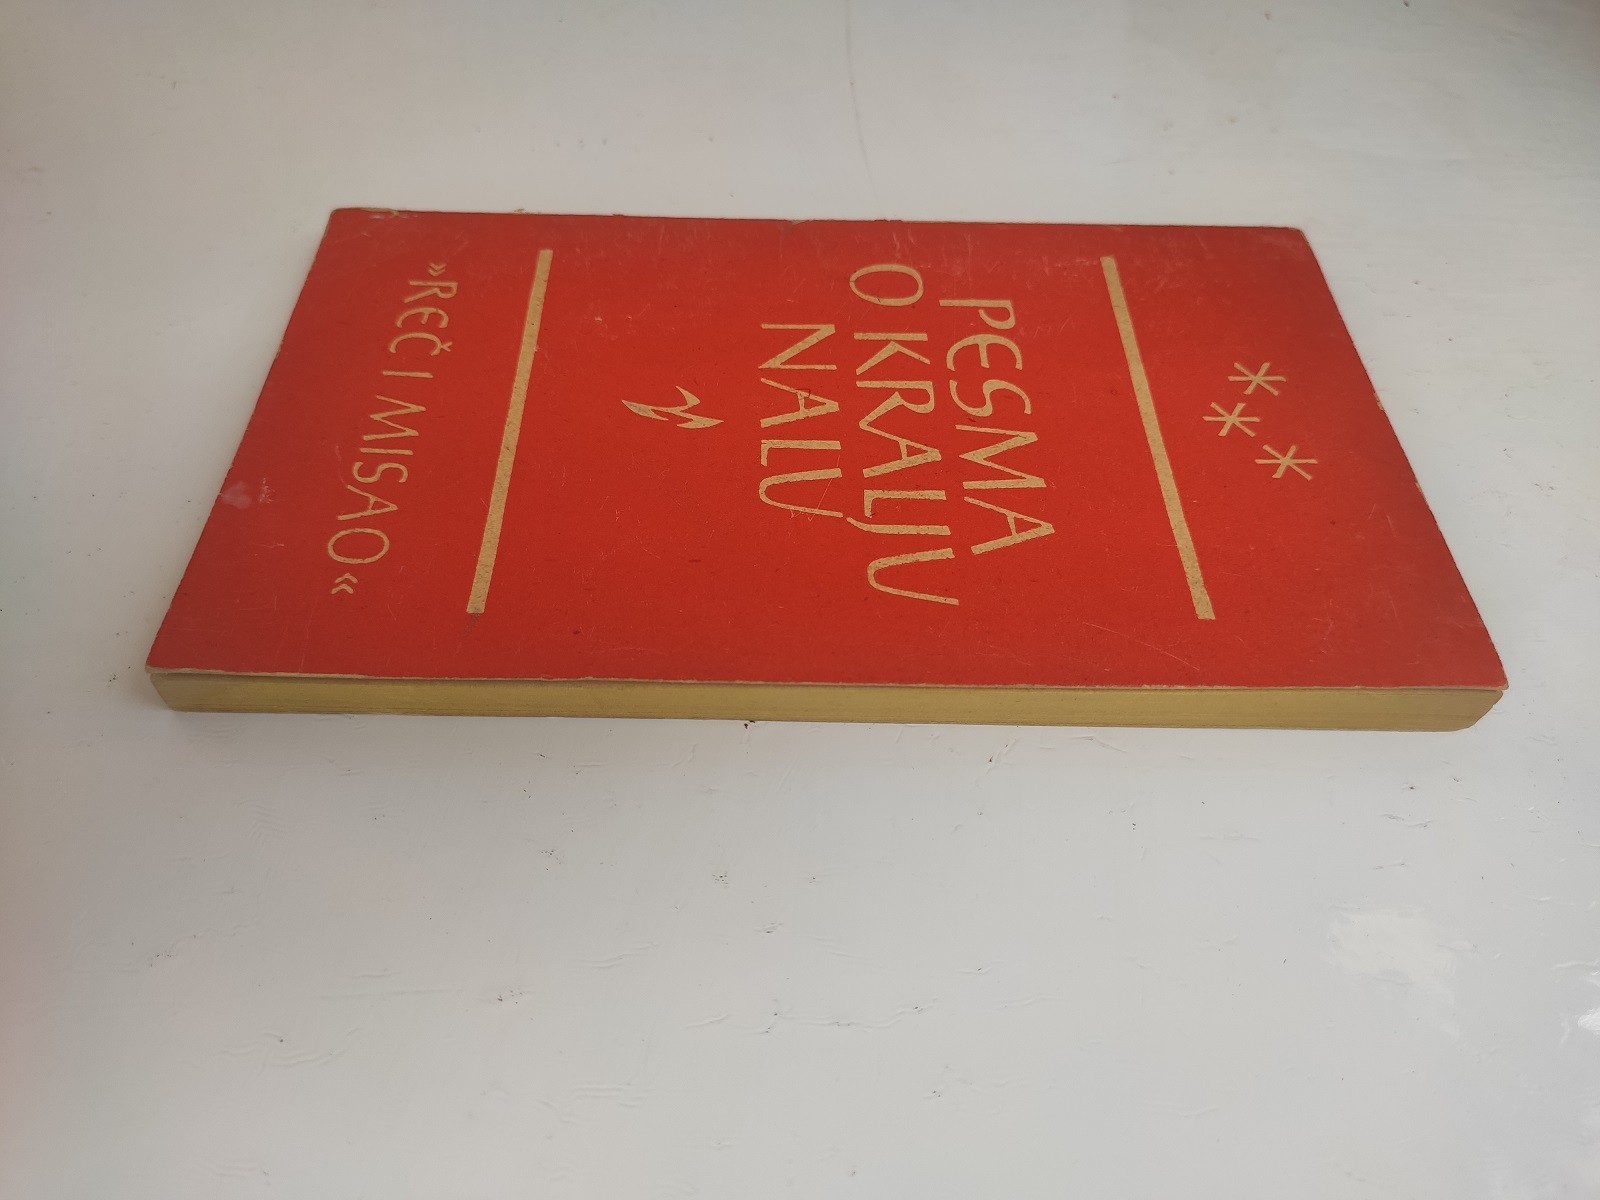 ***
PESMA
O KRALJU
NALU
»REČ I MISAO«